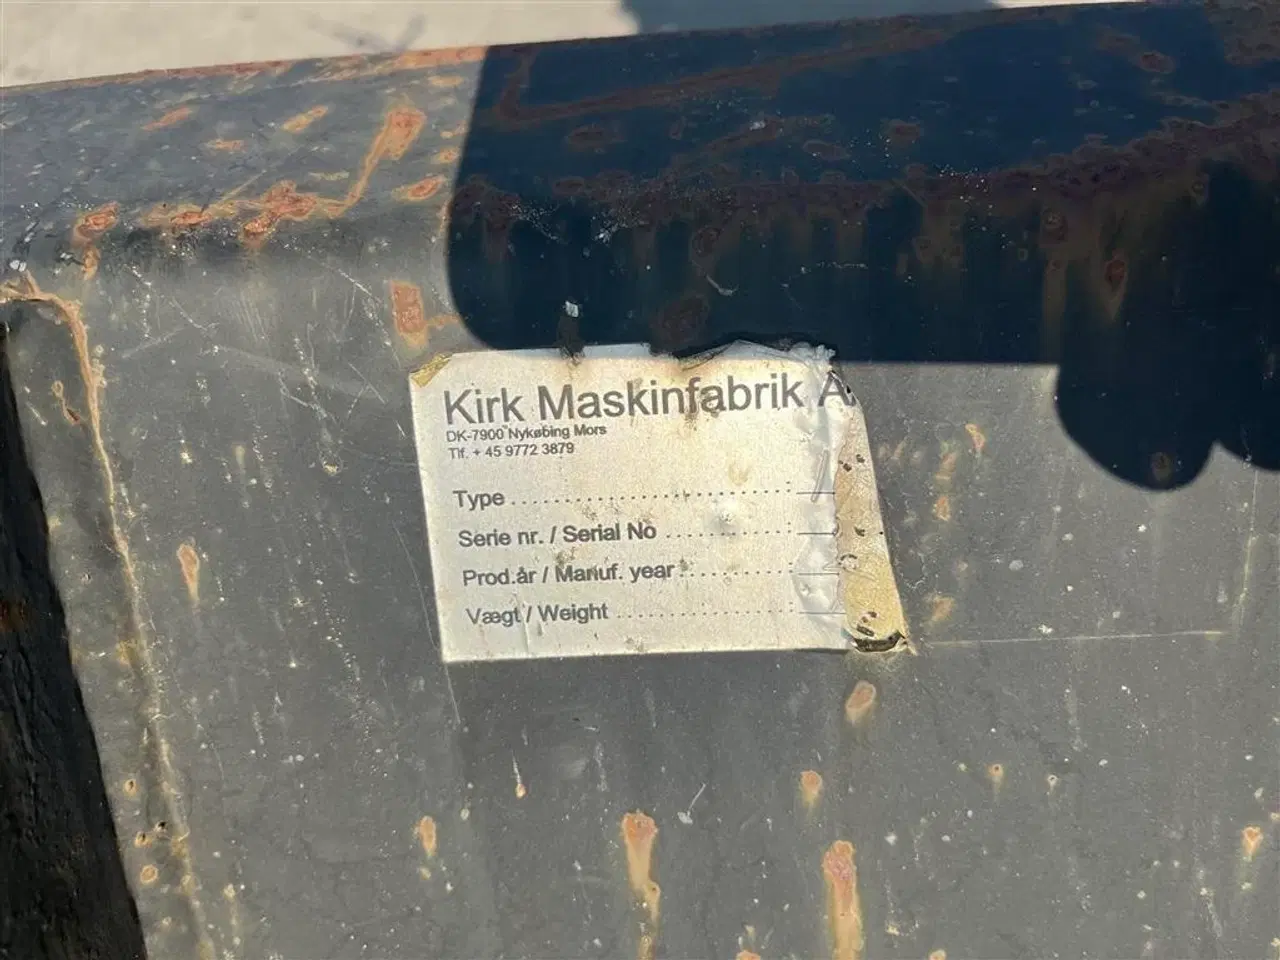 Kirk Maskinfabrik A
DK-7900 Nykøbing Mors
Tlf. + 45 9772 3879
Type ........................................:
Serie nr. / Serial No ..................:
Prod.år / Manuf. year ................:
Vægt / Weight .........................: